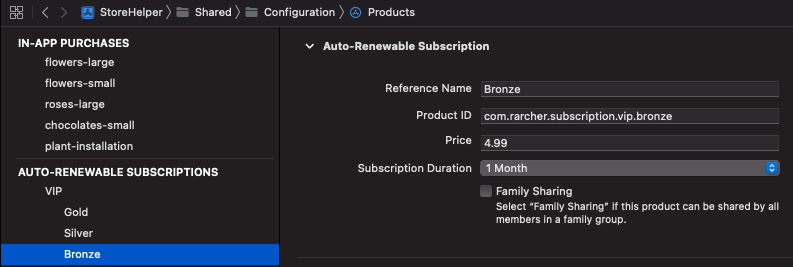 StoreHelper Shared Configuration Products
IN-APP PURCHASES
flowers-large
flowers-small
roses-large
chocolates-small
plant-installation
AUTO-RENEWABLE SUBSCRIPTIONS
VIP
Gold
Silver
Bronze
Auto-Renewable Subscription
Reference Name Bronze
Product ID com.rarcher.subscription.vip.bronze
Price 4.99
Subscription Duration 1 Month
Family Sharing
Select “Family Sharing” if this product can be shared by all
members in a family group.